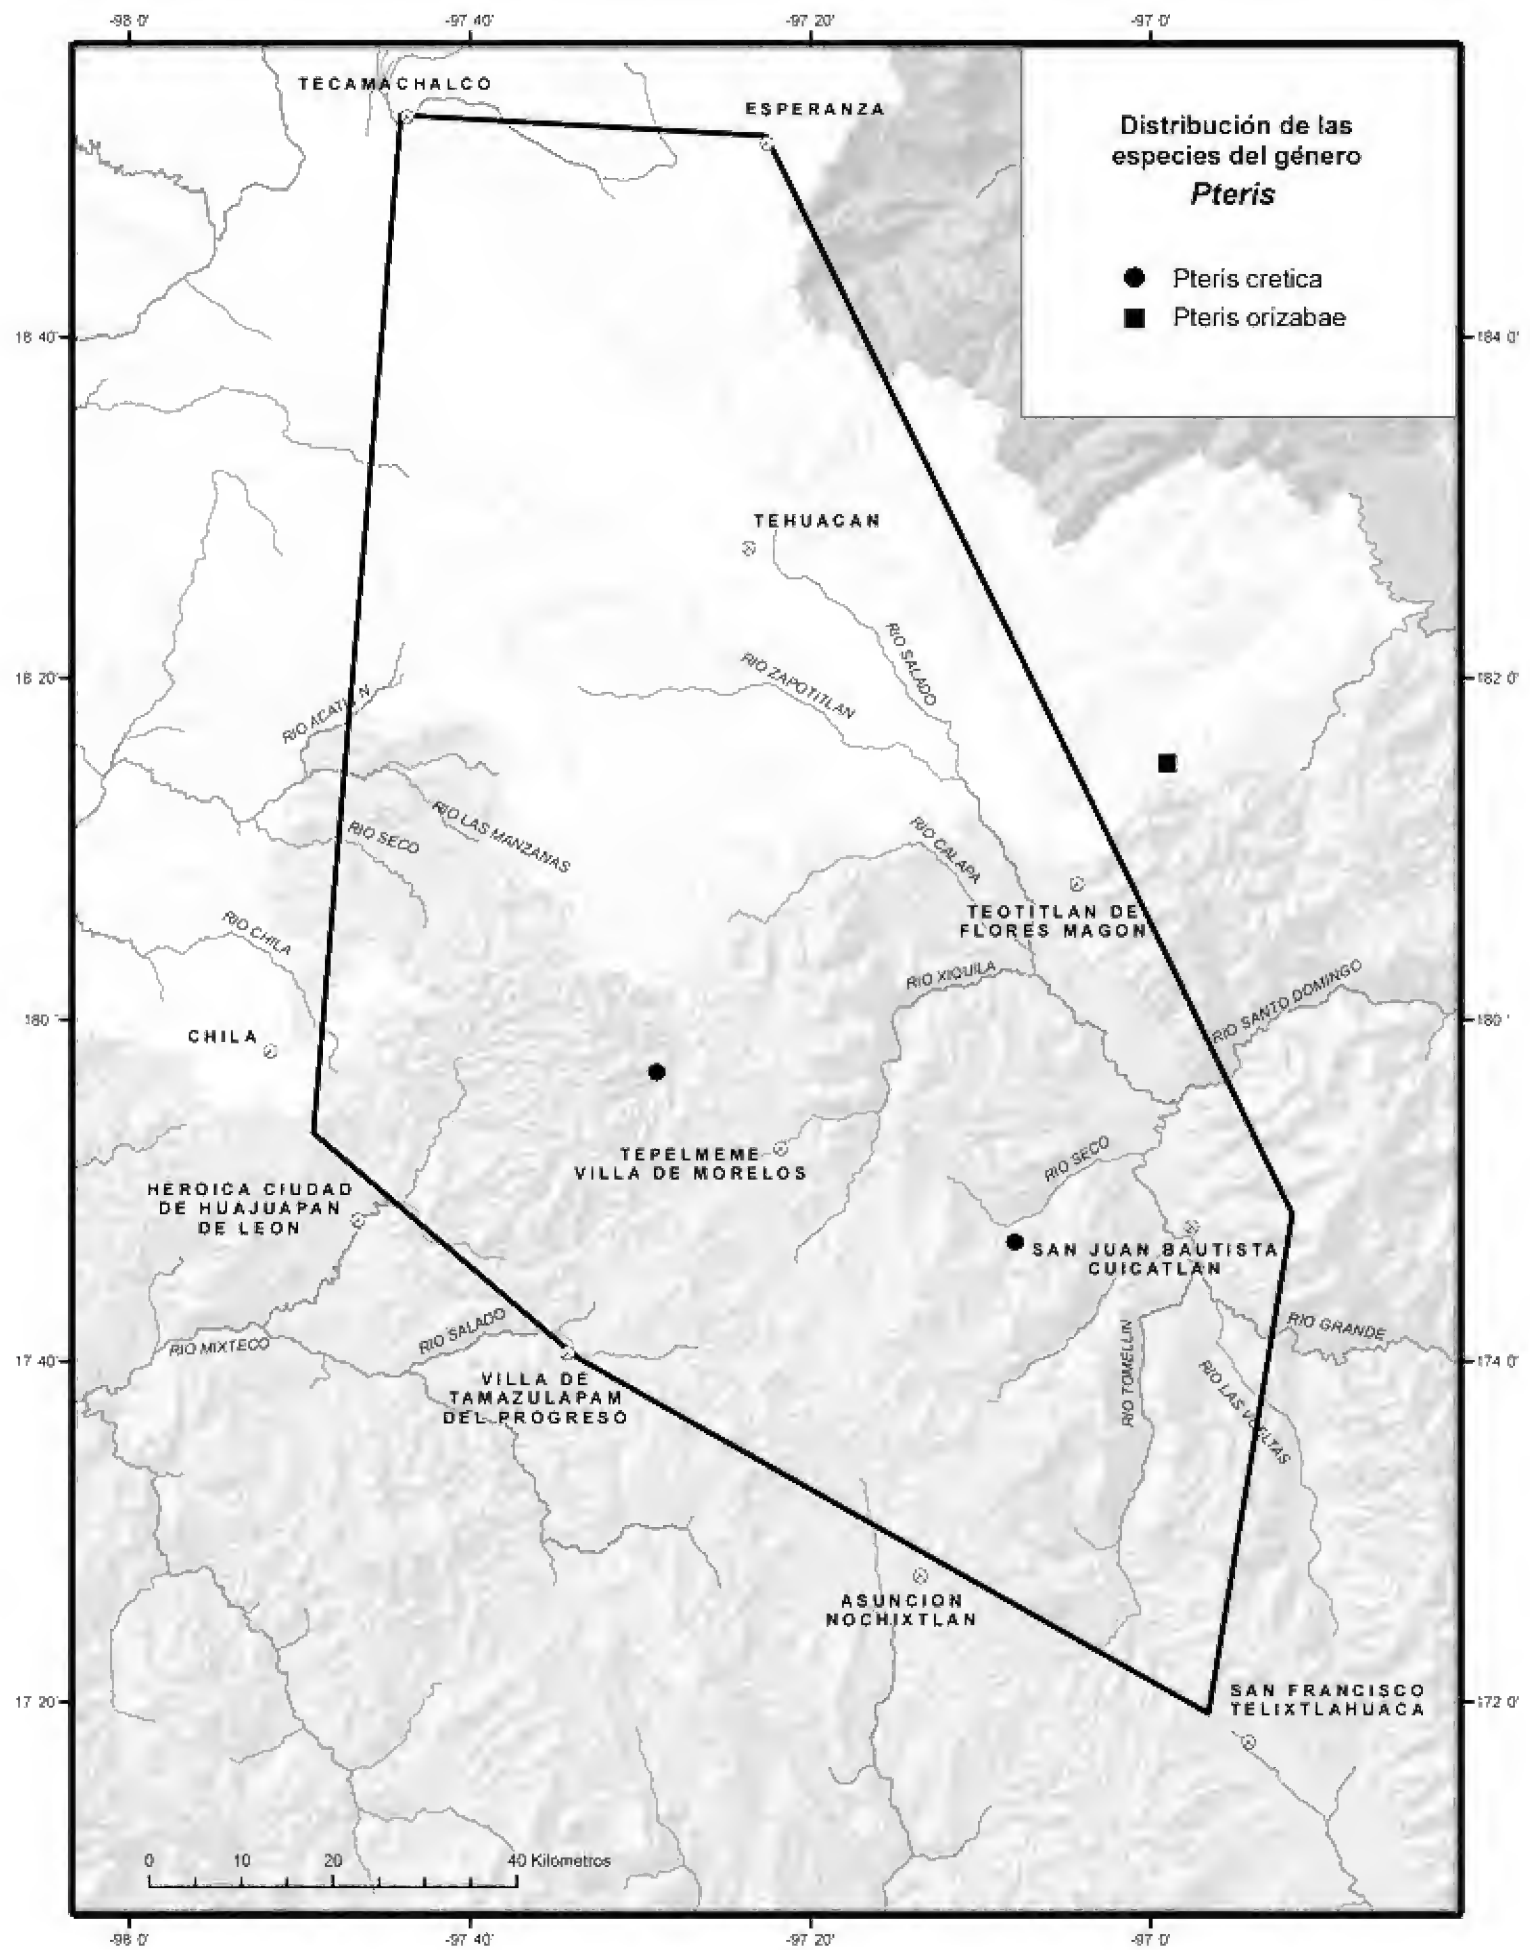 -98 0' -97 40' -97 20' -97 0'
TECAMACHALCO
ESPERANZA
Distribución de las
especies del género
Pteris
Pteris cretica
Pteris orizabae
18 40' 184 0'
TEHUACAN
RIO SALADO
RIO ZAPOTITLAN
18 20' 182 0'
RIO ACATL N
RIO LAS MANZANAS
RIO SECO
RIO CALAPA
TEOTITLAN DE
FLORES MAGON
RIO CHILA
RIO XIQUILA
RIO SANTO DOMINGO
180 ' 180 '
CHILA
TEPELMEME
VILLA DE MORELOS
RIO SECO
HEROICA CIUDAD
DE HUAJUAPAN
DE LEON
SAN JUAN BAUTISTA
CUICATLAN
RIO GRANDE
RIO SALADO
RIO MIXTECO
RIO TOMELLIN
17 40' 174 0'
RIO LAS VUELTAS
VILLA DE
TAMAZULAPAM
DEL PROGRESO
ASUNCION
NOCHIXTLAN
17 20' 172 0'
SAN FRANCISCO
TELIXTLAHUACA
0 10 20 40 Kilometros
-98 0' -97 40' -97 20' -97 0'